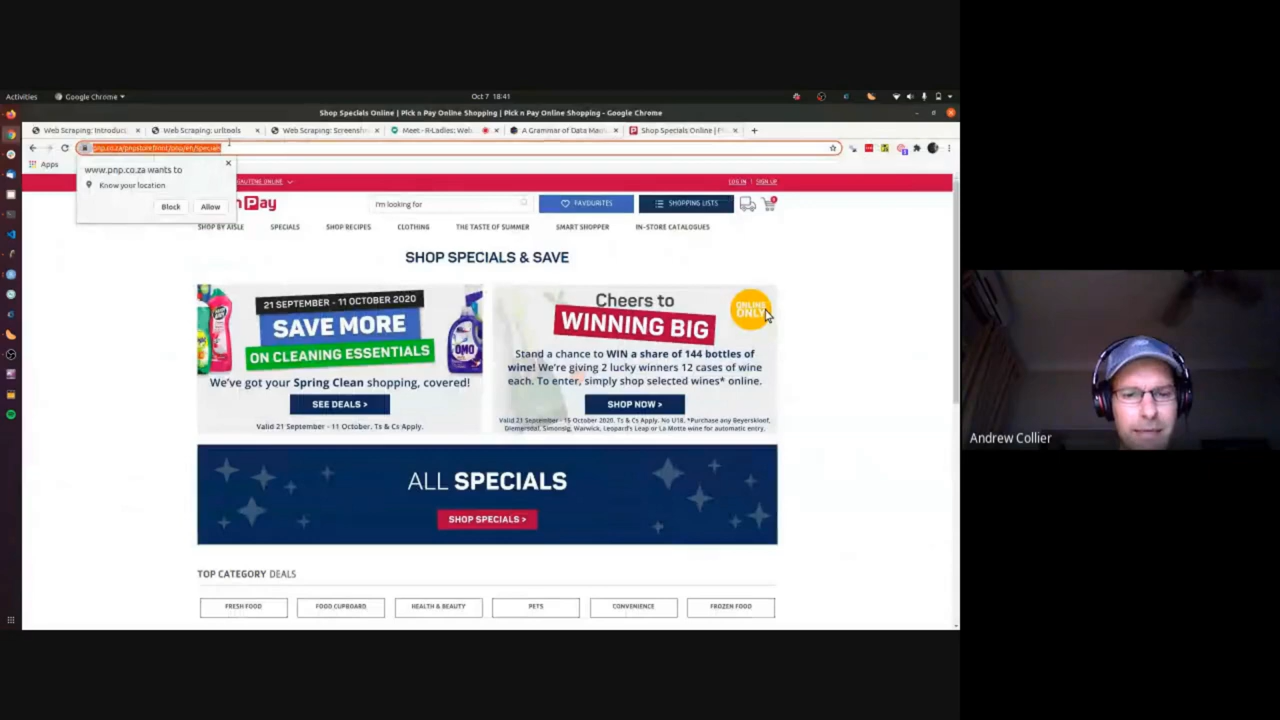 Activities
Google Chrome
Oct 7 18:41
Shop Specials Online | Pick n Pay Online Shopping | Pick n Pay Online Shopping - Google Chrome
Web Scraping: Introduc
Web Scraping: urltools
Web Scraping: Screensh
Meet - R-Ladies: Web
A Grammar of Data Ma
Shop Specials Online | P
Apps
www.pnp.co.za wants to
Know your location
Block
Allow
LOG IN | SIGN UP
Pay
I'm looking for
FAVOURITES
SHOPPING LISTS
SHOP BY AISLE
SPECIALS
SHOP RECIPES
CLOTHING
THE TASTE OF SUMMER
SMART SHOPPER
IN-STORE CATALOGUES
SHOP SPECIALS & SAVE
21 SEPTEMBER - 11 OCTOBER 2020
SAVE MORE
ON CLEANING ESSENTIALS
OMO
We've got your Spring Clean shopping, covered!
SEE DEALS >
Valid 21 September - 11 October. Ts & Cs Apply.
Cheers to
WINNING BIG
ONLINE
ONLY
Stand a chance to WIN a share of 144 bottles of
wine! We're giving 2 lucky winners 12 cases of wine
each. To enter, simply shop selected wines* online.
SHOP NOW >
ALL SPECIALS
SHOP SPECIALS >
TOP CATEGORY DEALS
FRESH FOOD
FOOD CUPBOARD
HEALTH & BEAUTY
PETS
CONVENIENCE
FROZEN FOOD
Andrew Collier